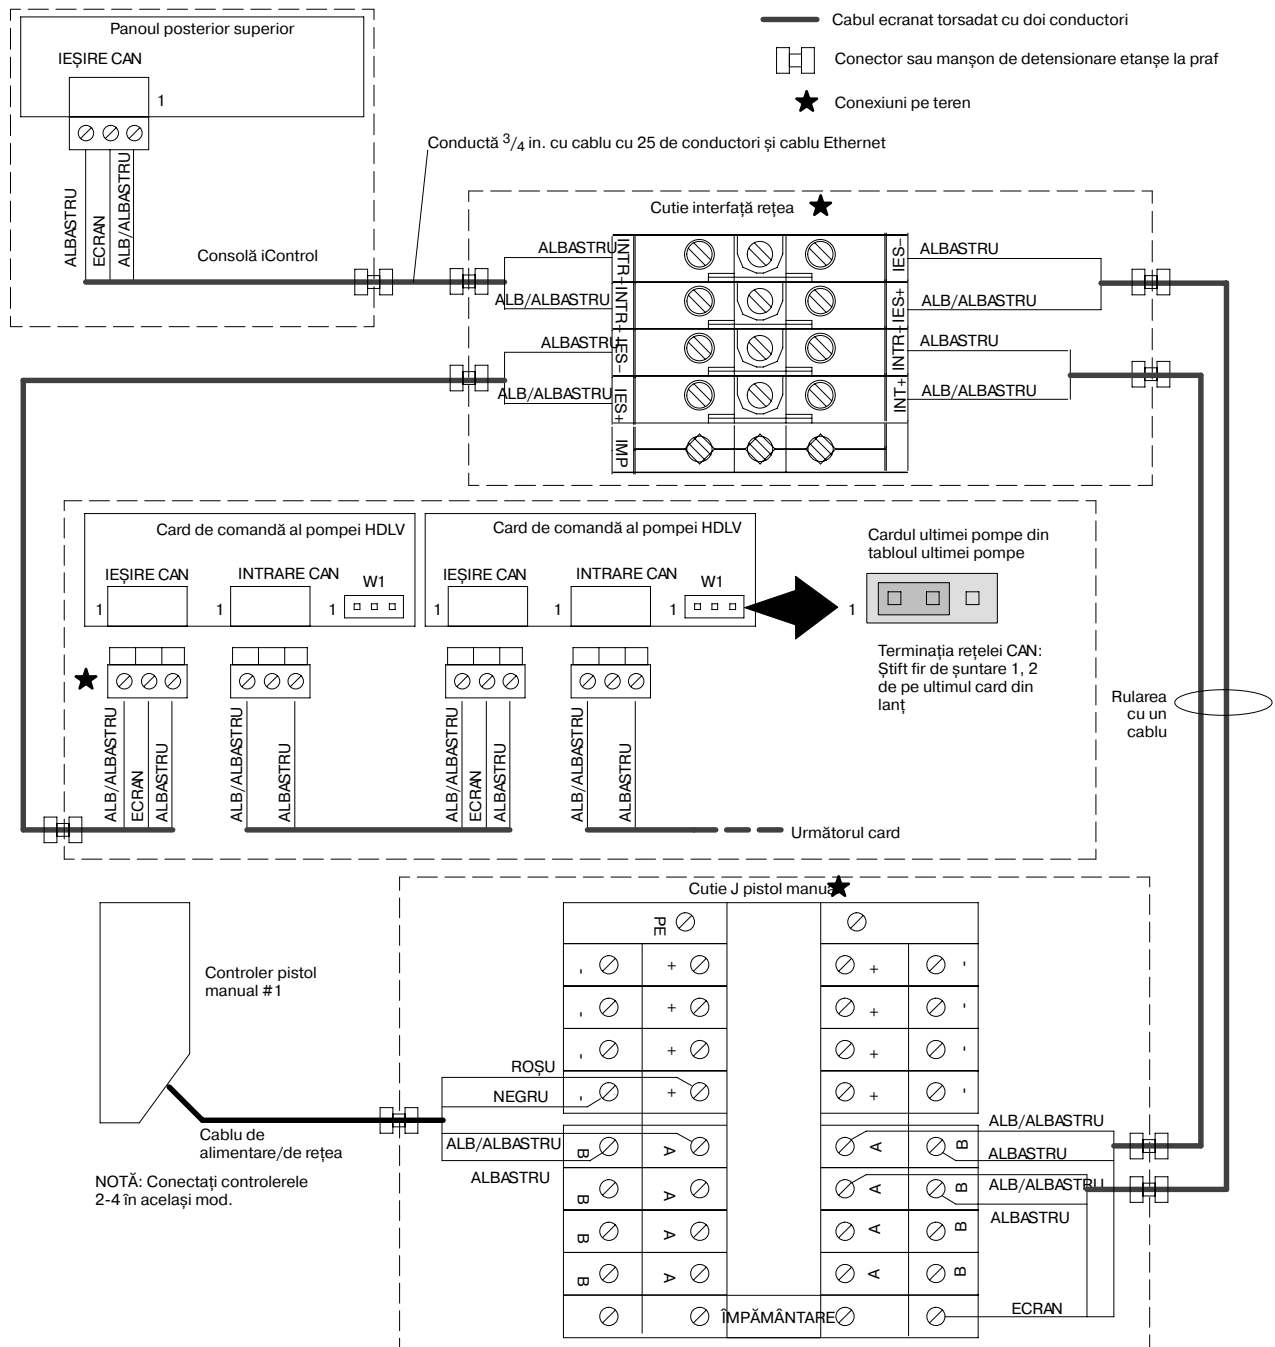 Panoul posterior superior
IEȘIRE CAN
1
ALBASTRU
ECRAN
ALB/ALBASTRU
Consolă iControl
Cabul ecranat torsadat cu doi conductori
Conector sau manșon de detensionare etanșe la praf
Conexiuni pe teren
Conductă 3/4 in. cu cablu cu 25 de conductori și cablu Ethernet
Cutie interfață rețea
ALBASTRU
INTR-
IES-
ALBASTRU
ALB/ALBASTRU
INTR+
IES+
ALB/ALBASTRU
ALBASTRU
IES-
INTR-
ALBASTRU
ALB/ALBASTRU
IES+
INT+
ALB/ALBASTRU
IMP
Card de comandă al pompei HDLV
IEȘIRE CAN
INTRARE CAN
W1
1
1
1
Card de comandă al pompei HDLV
IEȘIRE CAN
INTRARE CAN
W1
1
1
1
Cardul ultimei pompe din
tabloul ultimei pompe
1
Terminația rețelei CAN:
Știft fir de șuntare 1, 2
de pe ultimul card din
lanț
ALB/ALBASTRU
ECRAN
ALBASTRU
ALB/ALBASTRU
ALBASTRU
ALB/ALBASTRU
ECRAN
ALBASTRU
ALB/ALBASTRU
ALBASTRU
Următorul card
Rularea
cu un
cablu
Cutie J pistol manual
Controler pistol
manual #1
Cablu de
alimentare/de rețea
NOTĂ: Conectați controlerele
2-4 în același mod.
PE
- + + -
- + + -
- + + -
ROȘU
NEGRU
- + + -
ALB/ALBASTRU
ALBASTRU
B A A B
B A A B
B A A B
B A A B
ALB/ALBASTRU
ALBASTRU
ALB/ALBASTRU
ALBASTRU
ECRAN
ÎMPĂMÂNTARE